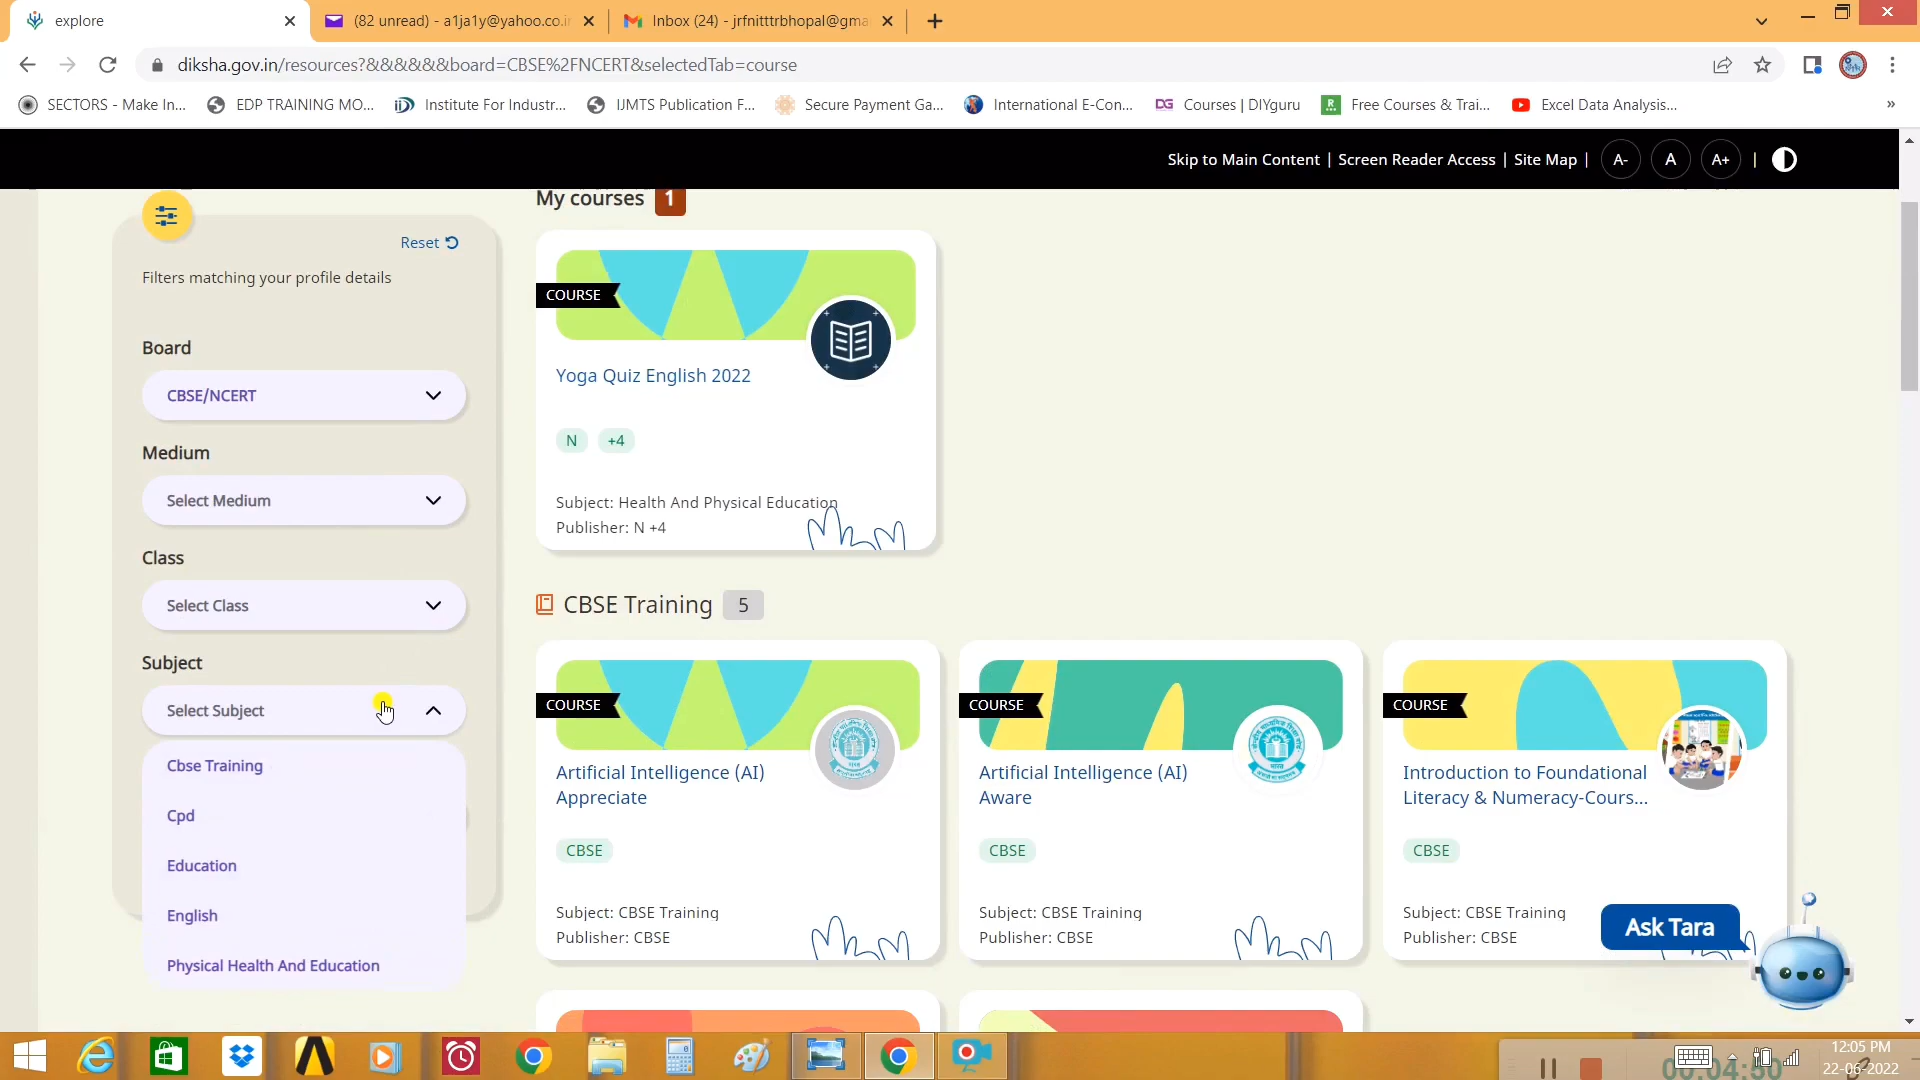 explore
(82 unread) - a1ja1y@yahoo.co.i
Inbox (24) - jrfnitttrbhopal@gma
diksha.gov.in/resources?&&&&&&board=CBSE%2FNCERT&selectedTab=course
SECTORS - Make In...
EDP TRAINING MO...
Institute For Industr...
IJMTS Publication F...
Secure Payment Ga...
International E-Con...
DG Courses | DIYguru
Free Courses & Trai...
Excel Data Analysis...
»
Skip to Main Content | Screen Reader Access | Site Map | A- A A+ |
Reset
Filters matching your profile details
Board
CBSE/NCERT
Medium
Select Medium
Class
Select Class
Subject
Select Subject
Cbse Training
Cpd
Education
English
Physical Health And Education
My courses 1
COURSE
Yoga Quiz English 2022
N +4
Subject: Health And Physical Education
Publisher: N +4
CBSE Training 5
COURSE
Artificial Intelligence (AI)
Appreciate
CBSE
Subject: CBSE Training
Publisher: CBSE
COURSE
Artificial Intelligence (AI)
Aware
CBSE
Subject: CBSE Training
Publisher: CBSE
COURSE
Introduction to Foundational
Literacy & Numeracy-Cours...
CBSE
Subject: CBSE Training
Publisher: CBSE
Ask Tara
00:04:50
12:05 PM
22-06-2022